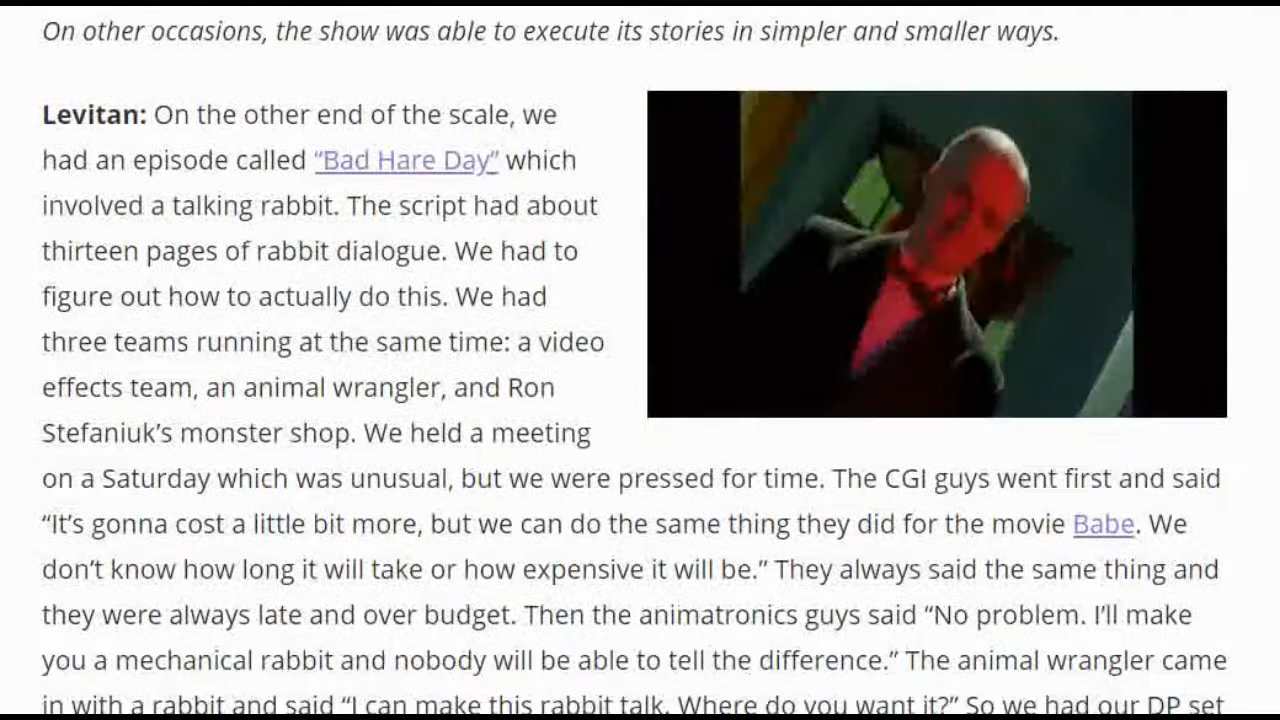 On other occasions, the show was able to execute its stories in simpler and smaller ways.
Levitan: On the other end of the scale, we
had an episode called “Bad Hare Day” which
involved a talking rabbit. The script had about
thirteen pages of rabbit dialogue. We had to
figure out how to actually do this. We had
three teams running at the same time: a video
effects team, an animal wrangler, and Ron
Stefaniuk’s monster shop. We held a meeting
on a Saturday which was unusual, but we were pressed for time. The CGI guys went first and said
“It’s gonna cost a little bit more, but we can do the same thing they did for the movie Babe. We
don’t know how long it will take or how expensive it will be.” They always said the same thing and
they were always late and over budget. Then the animatronics guys said “No problem. I’ll make
you a mechanical rabbit and nobody will be able to tell the difference.” The animal wrangler came
in with a rabbit and said “I can make this rabbit talk. Where do you want it?” So we had our DP set